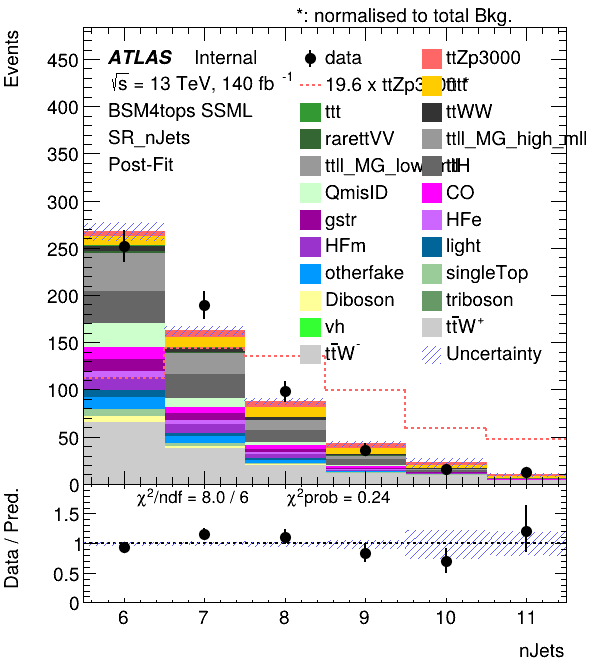 *: normalised to total Bkg.
Events
ATLAS Internal
√s = 13 TeV, 140 fb -1
BSM4tops SSML
SR_nJets
Post-Fit
data
ttZp3000
19.6 x ttZp3000 *
tttt
ttt
ttWW
rarettVV
ttll_MG_high_mll
ttll_MG_low_mll
ttH
QmisID
CO
gstr
HFe
HFm
light
otherfake
singleTop
Diboson
triboson
vh
tt̄W+
tt̄W-
Uncertainty
450
400
350
300
250
200
150
100
50
0
χ²/ndf = 8.0 / 6 χ²prob = 0.24
Data / Pred.
1.5
1
0.5
0
6 7 8 9 10 11
nJets